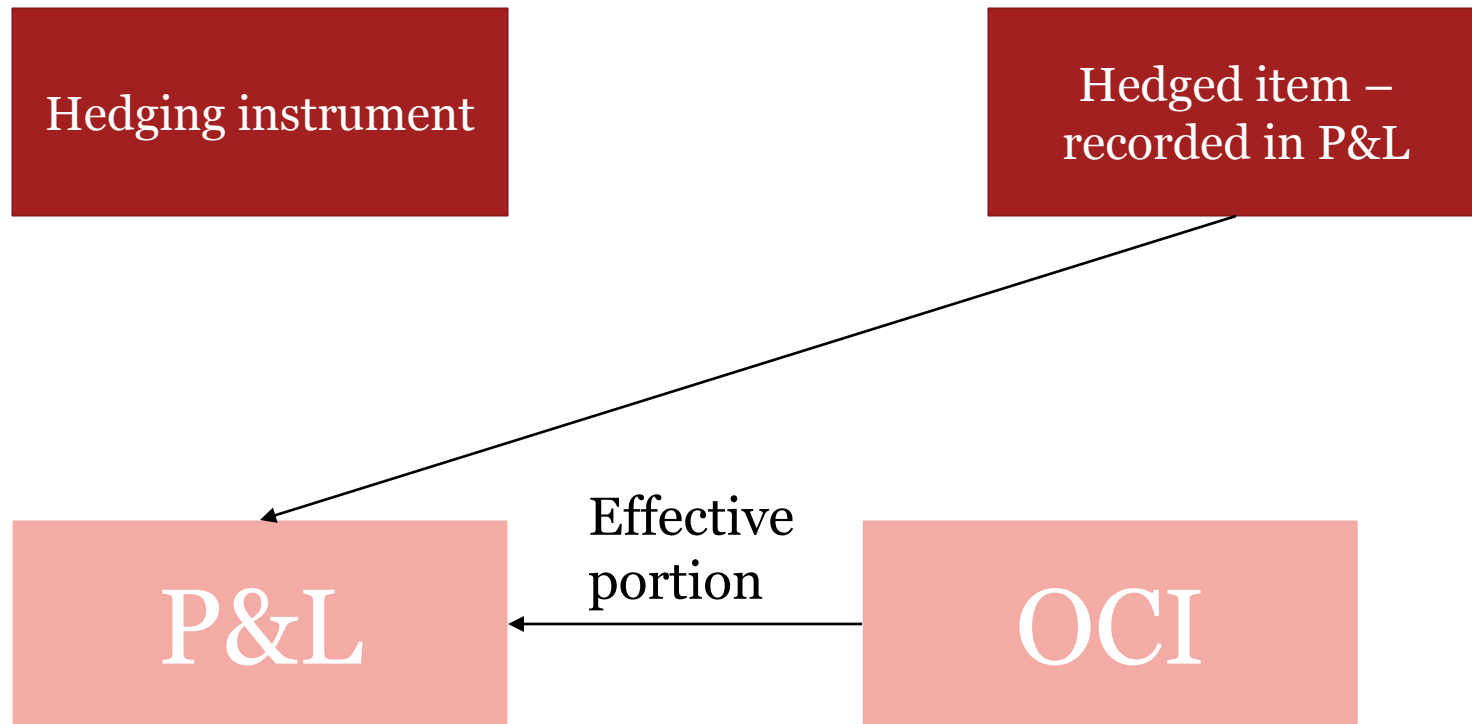 Hedging instrument
Hedged item –
recorded in P&L
Effective
portion
P&L
OCI